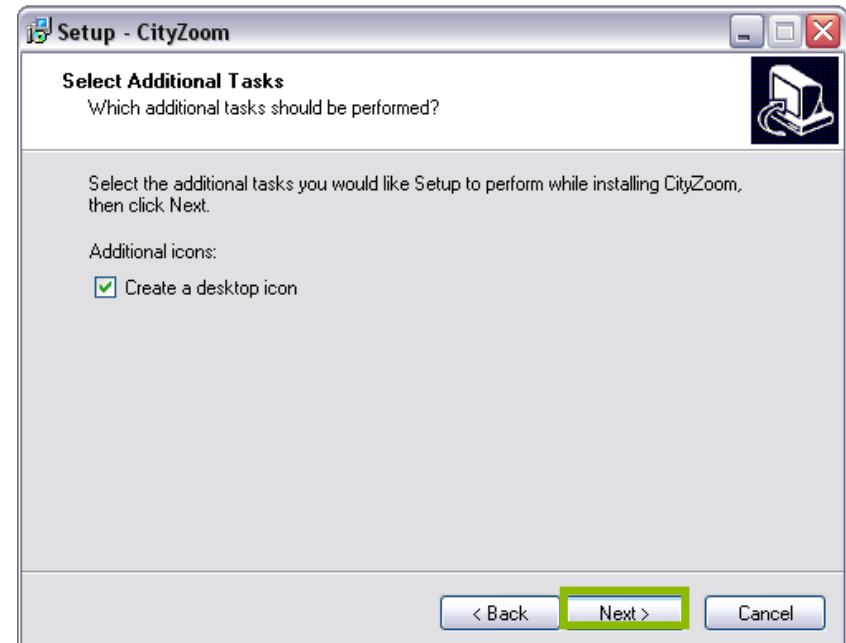 Setup - CityZoom
Select Additional Tasks
Which additional tasks should be performed?
Select the additional tasks you would like Setup to perform while installing CityZoom,
then click Next.
Additional icons:
Create a desktop icon
< Back Next > Cancel